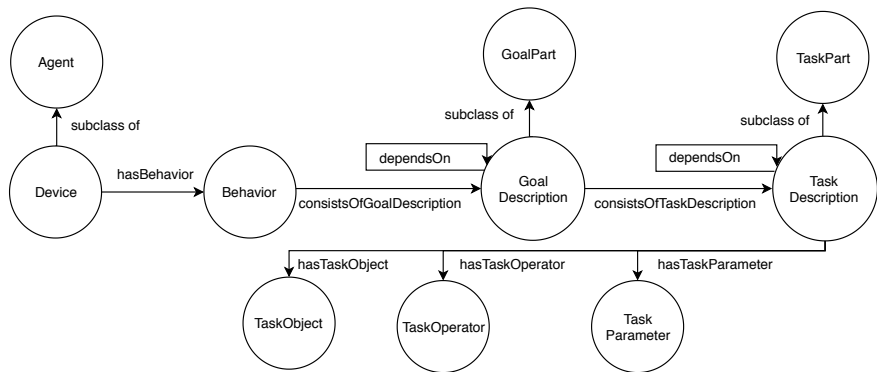 Agent
GoalPart
TaskPart
subclass of
subclass of
subclass of
dependsOn
dependsOn
Device
hasBehavior
Behavior
consistsOfGoalDescription
Goal
Description
consistsOfTaskDescription
Task
Description
hasTaskObject
hasTaskOperator
hasTaskParameter
TaskObject
TaskOperator
Task
Parameter